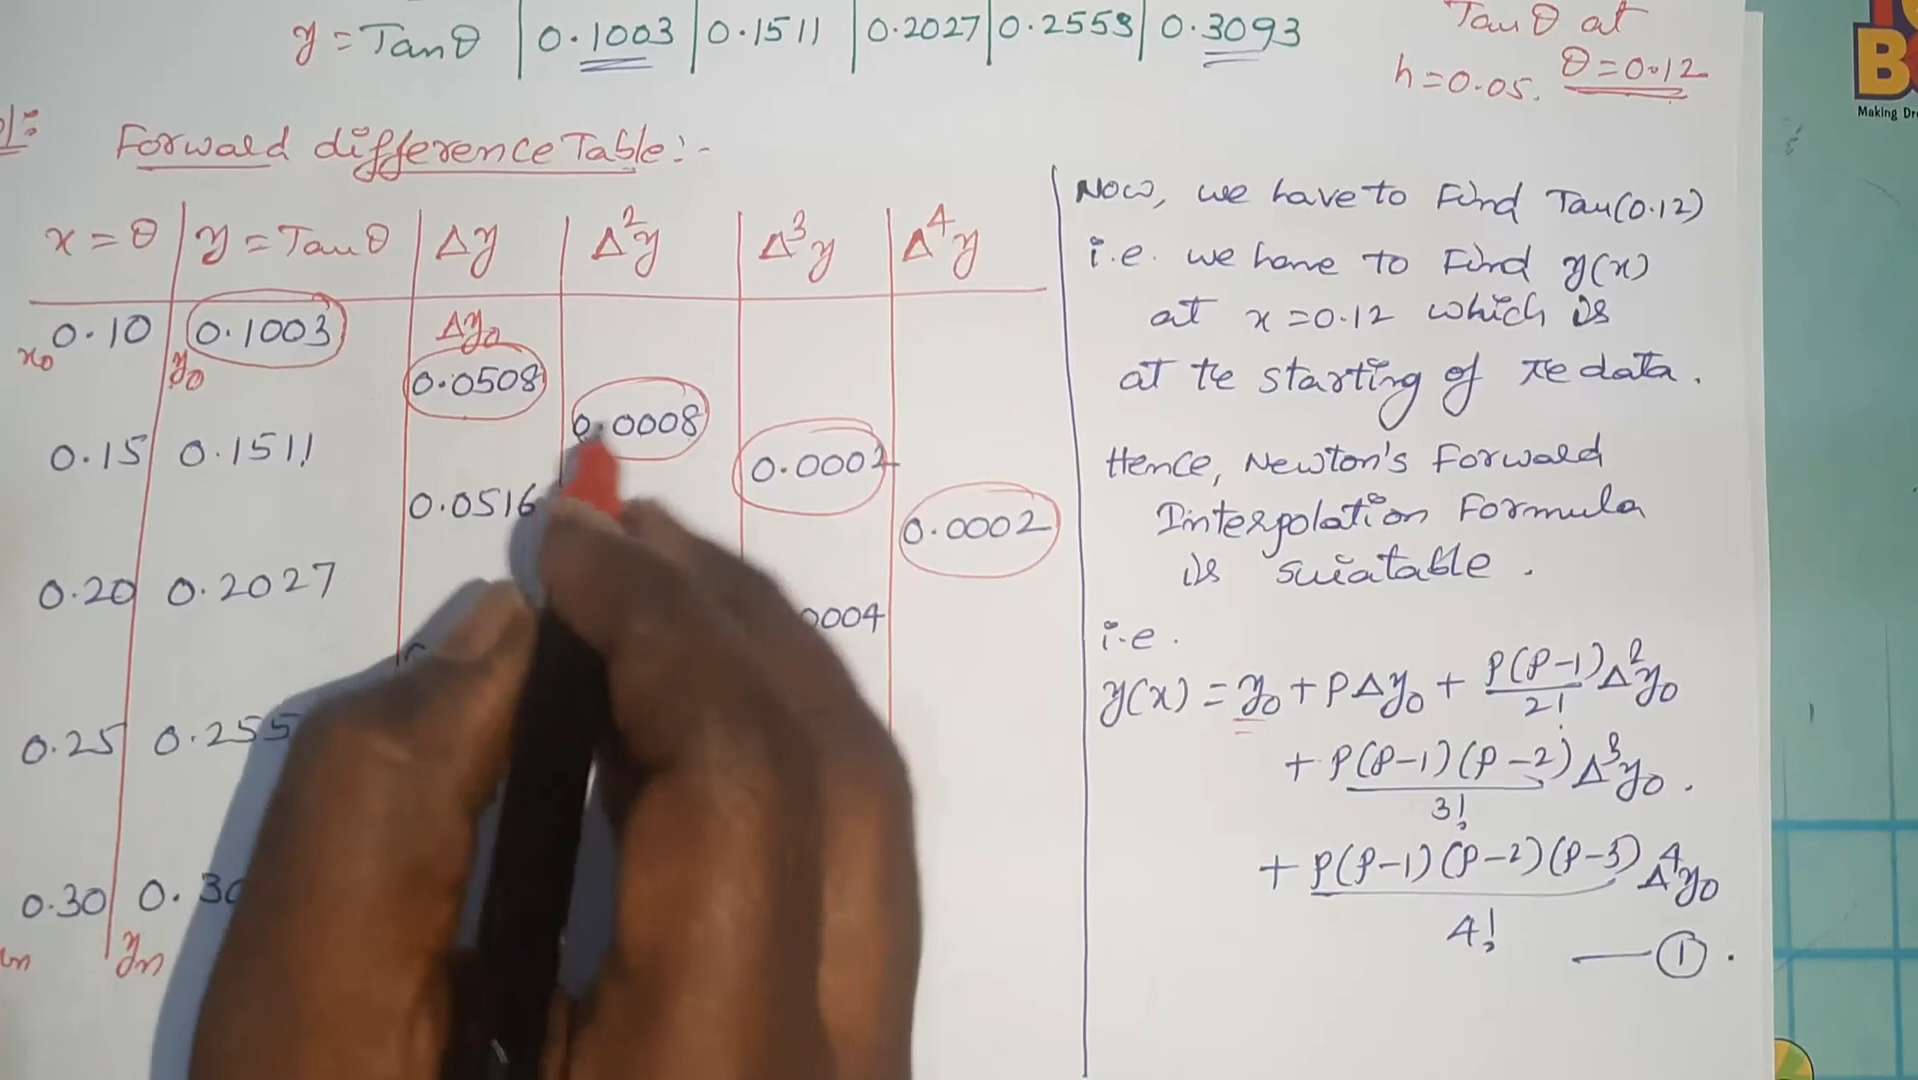 y = Tanθ | 0.1003 | 0.1511 | 0.2027 | 0.2553 | 0.3093
Tanθ at
h=0.05. θ=0.12
Making
Forward difference Table:-
x=θ | y=Tanθ | Δy | Δ²y | Δ³y | Δ⁴y
0.10 0.1003 Δy₀
x₀ y₀
0.0508
0.0008
0.15 0.1511 0.0002
0.0516 0.0002
0.20 0.2027
0004
0.25 0.255
0.30 0.30
yn
Now, we have to Find Tan(0.12)
i.e. we have to Find y(x)
at x=0.12 which is
at te starting of te data.
Hence, Newton's Forward
Interpolation Formula
is suiatable.
i.e.
y(x) = y₀ + PΔy₀ + P(P-1)/2! Δ²y₀
+ P(P-1)(P-2)/3! Δ³y₀.
+ P(P-1)(P-2)(P-3)/4! Δ⁴y₀
—①.